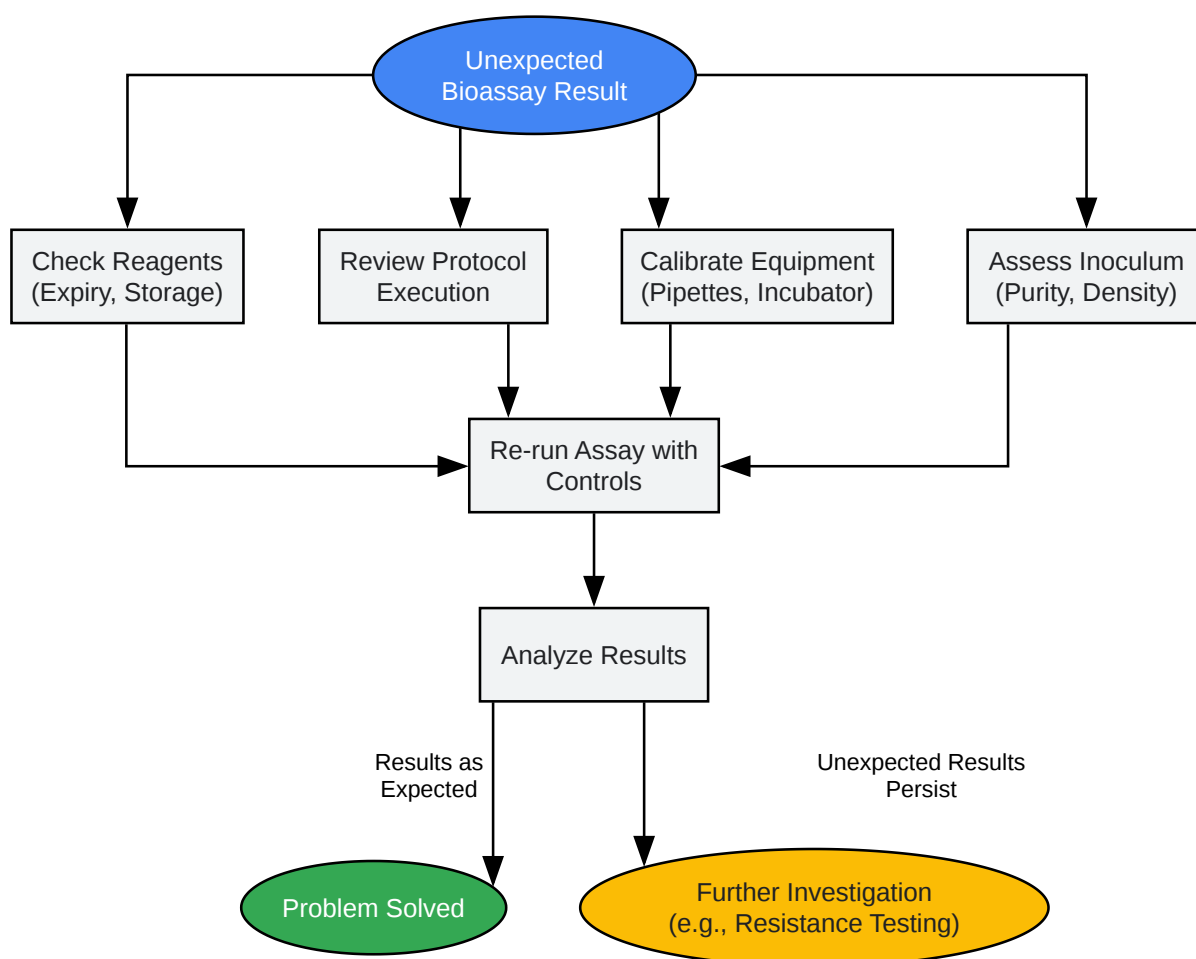 Unexpected
Bioassay Result
Check Reagents
(Expiry, Storage)
Review Protocol
Execution
Calibrate Equipment
(Pipettes, Incubator)
Assess Inoculum
(Purity, Density)
Re-run Assay with
Controls
Analyze Results
Results as
Expected
Unexpected Results
Persist
Problem Solved
Further Investigation
(e.g., Resistance Testing)